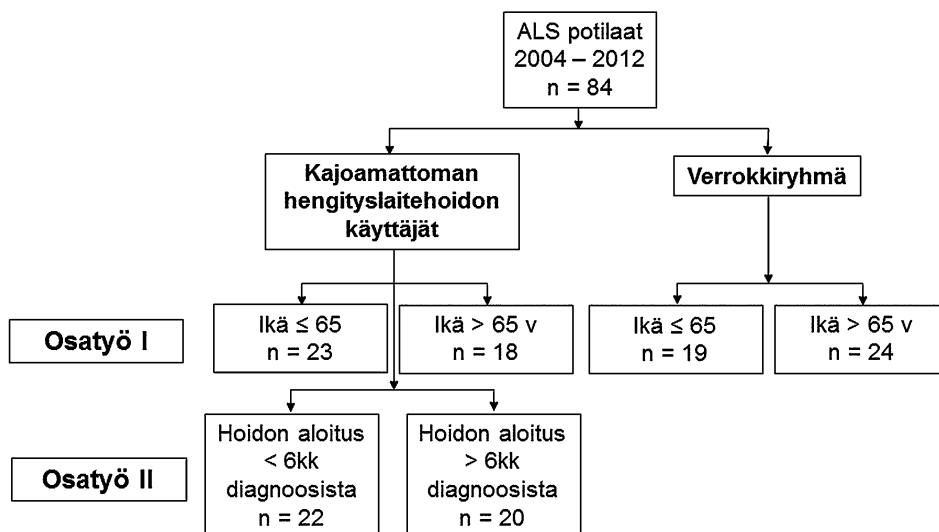 ALS potilaat
2004 – 2012
n = 84
Kajoamattoman
hengityslaitehoidon
käyttäjät
Verrokkiryhmä
Osatyö I
Ikä ≤ 65
n = 23
Ikä > 65 v
n = 18
Ikä ≤ 65
n = 19
Ikä > 65 v
n = 24
Osatyö II
Hoidon aloitus
< 6kk
diagnoosista
n = 22
Hoidon aloitus
> 6kk
diagnoosista
n = 20